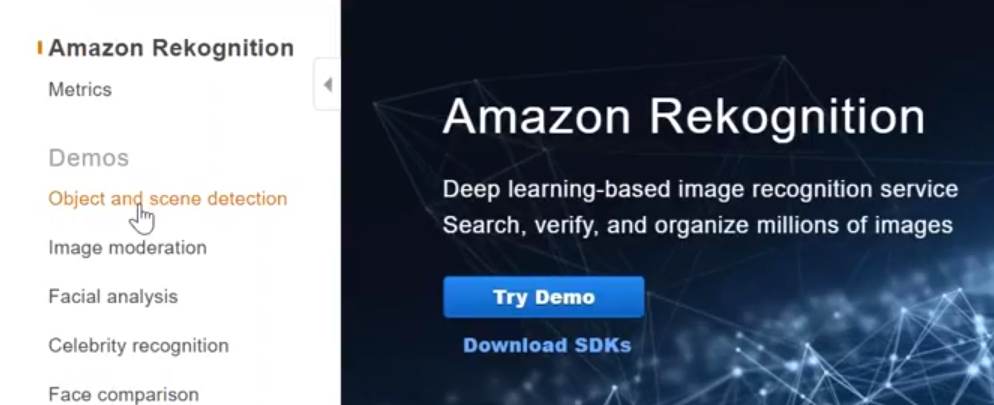 Amazon Rekognition
Metrics
Demos
Object and scene detection
Image moderation
Facial analysis
Celebrity recognition
Face comparison
Amazon Rekognition
Deep learning-based image recognition service
Search, verify, and organize millions of images
Try Demo
Download SDKs